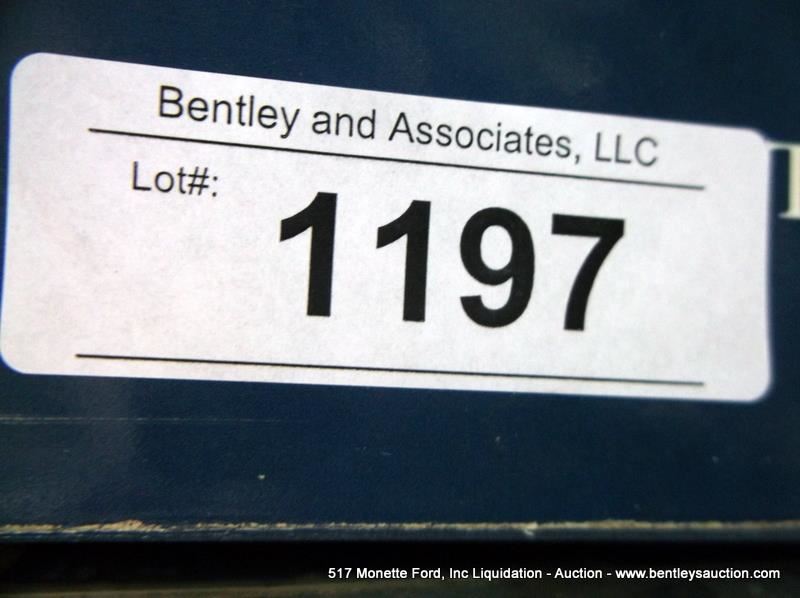 Bentley and Associates, LLC
Lot#:
1197
517 Monette Ford, Inc Liquidation - Auction - www.bentleysauction.com